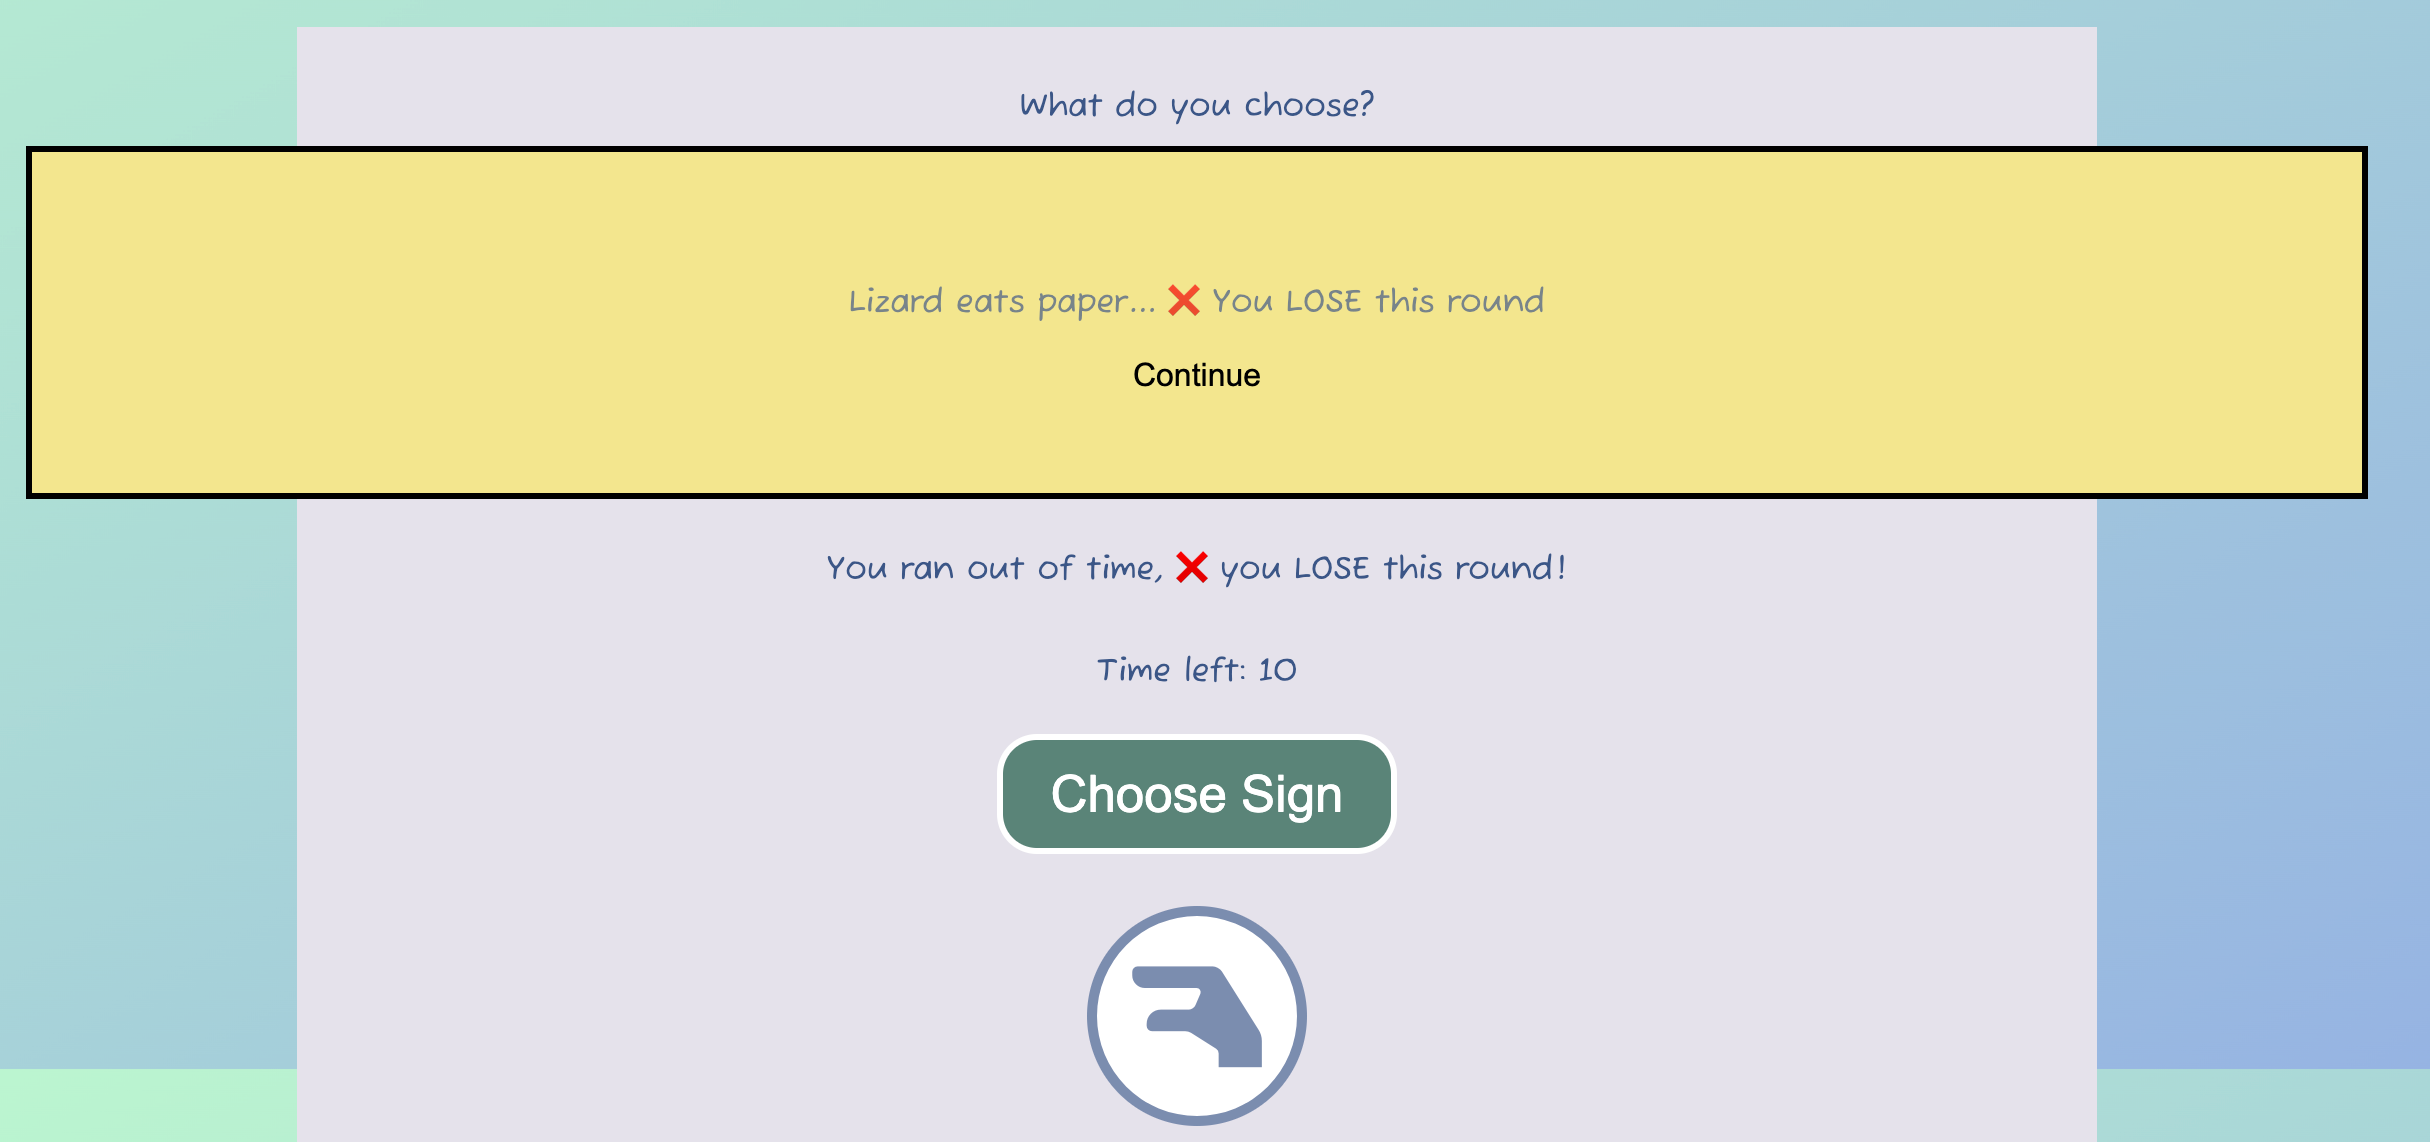 What do you choose?
Lizard eats paper... ❌ You LOSE this round
Continue
You ran out of time, ❌ you LOSE this round!
Time left: 10
Choose Sign